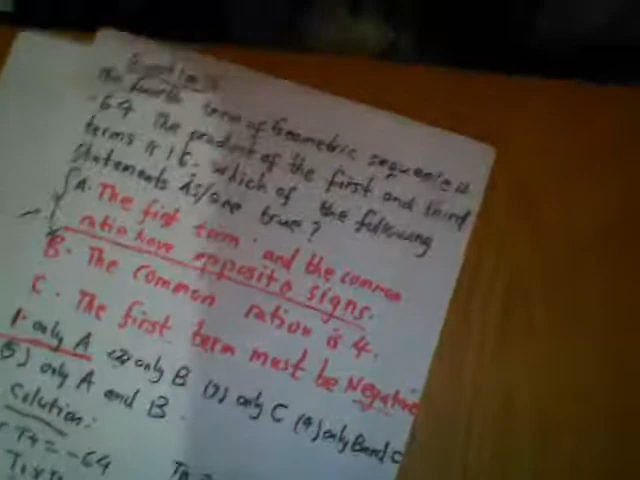 Question:
The fourth term of Geometric sequence is
-64. The product of the first and third
terms is 16. which of the following
statements is/are true?
A. The first term and the common
ratio have opposite signs.
B. The common ration is 4.
C. The first term must be Negative
1. only A (2) only B (3) only C (4) only B and C
(5) only A and B.
Solution:
T4 = -64